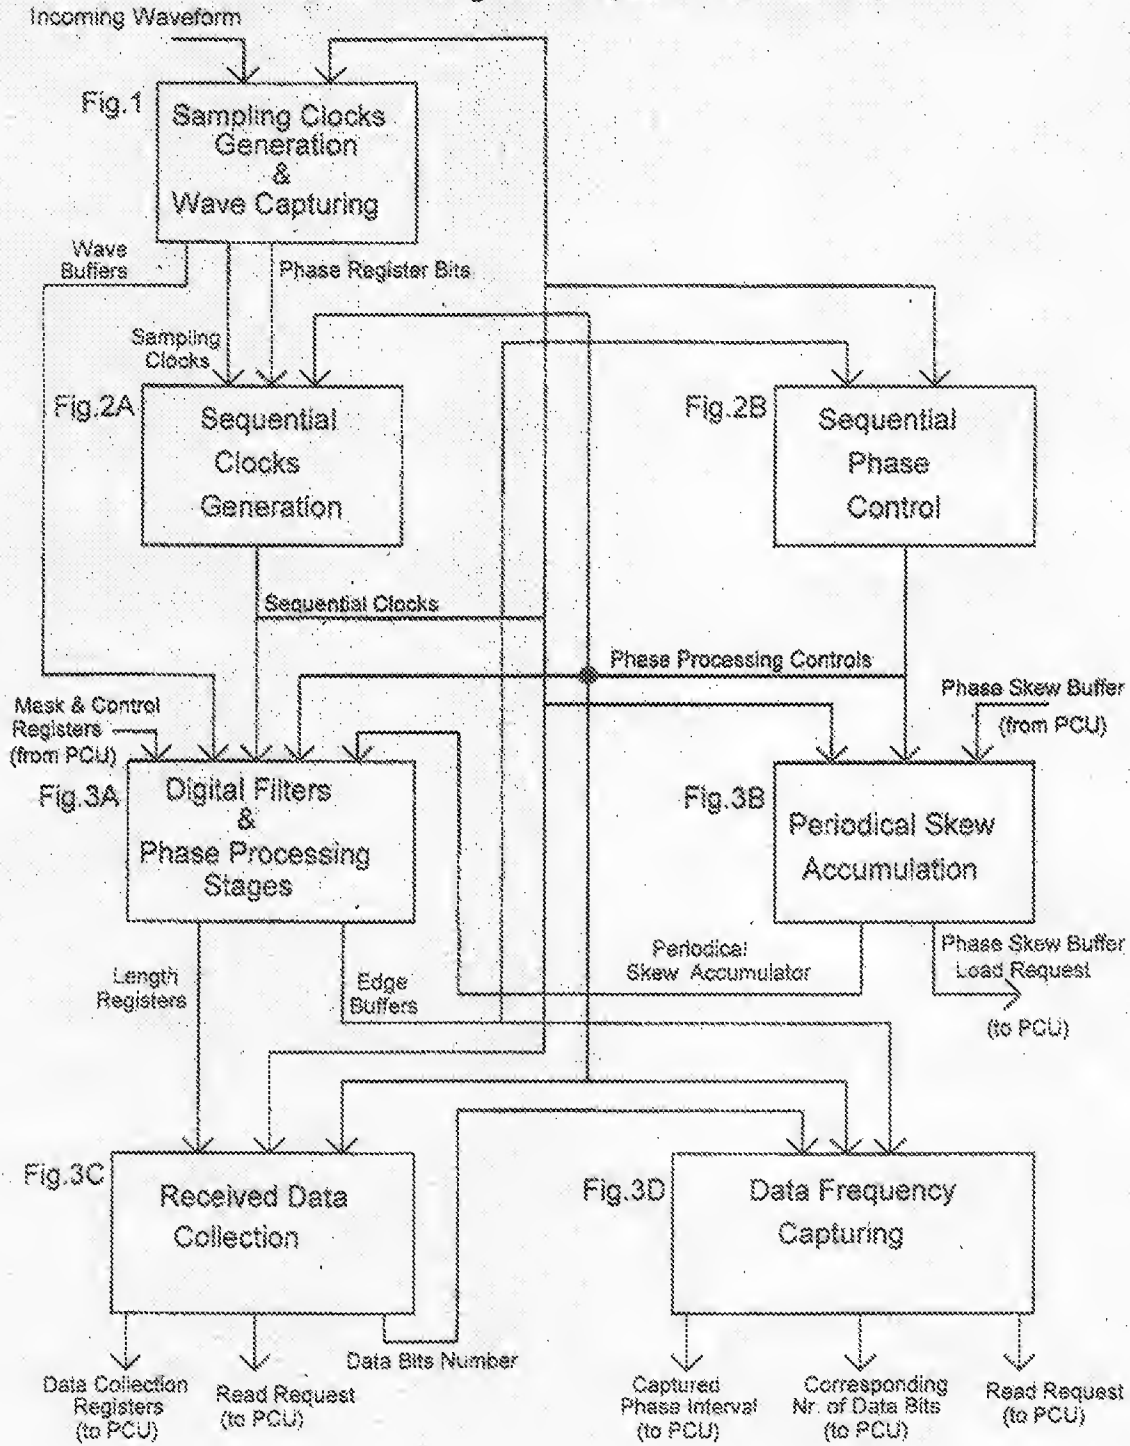 Incoming Waveform
Fig.1
Sampling Clocks
Generation
&
Wave Capturing
Wave
Buffers
Phase Register Bits
Sampling
Clocks
Fig.2A
Sequential
Clocks
Generation
Fig.2B
Sequential
Phase
Control
Sequential Clocks
Phase Processing Controls
Mask & Control
Registers
(from PCU)
Phase Skew Buffer
(from PCU)
Fig.3A
Digital Filters
&
Phase Processing
Stages
Fig.3B
Periodical Skew
Accumulation
Length
Registers
Edge
Buffers
Periodical
Skew Accumulator
Phase Skew Buffer
Load Request
(to PCU)
Fig.3C
Received Data
Collection
Fig.3D
Data Frequency
Capturing
Data Bits Number
Data Collection
Registers
(to PCU)
Read Request
(to PCU)
Captured
Phase Interval
(to PCU)
Corresponding
Nr. of Data Bits
(to PCU)
Read Request
(to PCU)